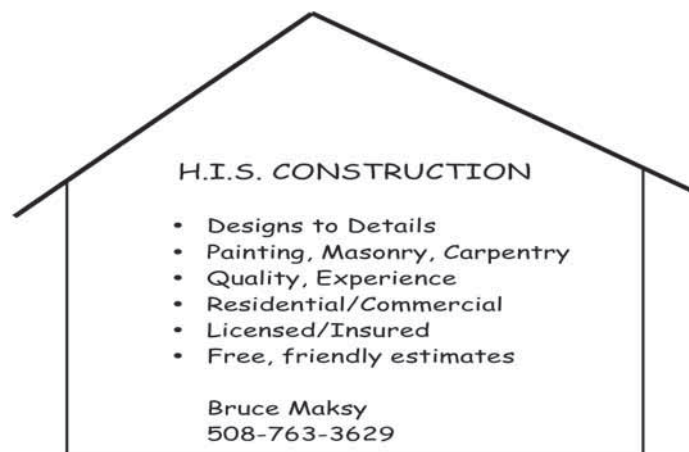 H.I.S. CONSTRUCTION
• Designs to Details
• Painting, Masonry, Carpentry
• Quality, Experience
• Residential/Commercial
• Licensed/Insured
• Free, friendly estimates
Bruce Maksy
508-763-3629